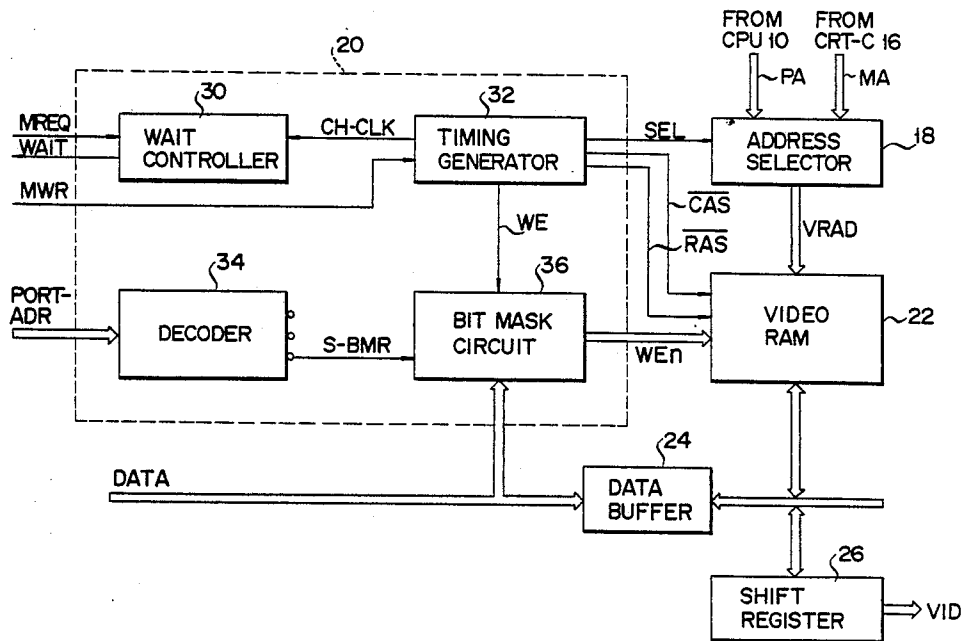 FROM
CPU 10
FROM
CRT-C 16
20
PA
MA
30
32
MREQ
WAIT
WAIT
CONTROLLER
CH-CLK
TIMING
GENERATOR
SEL
ADDRESS
SELECTOR
18
MWR
CAS
WE
RAS
VRAD
34
36
PORT-
ADR
DECODER
S-BMR
BIT MASK
CIRCUIT
WEn
VIDEO
RAM
22
24
DATA
DATA
BUFFER
26
SHIFT
REGISTER
VID